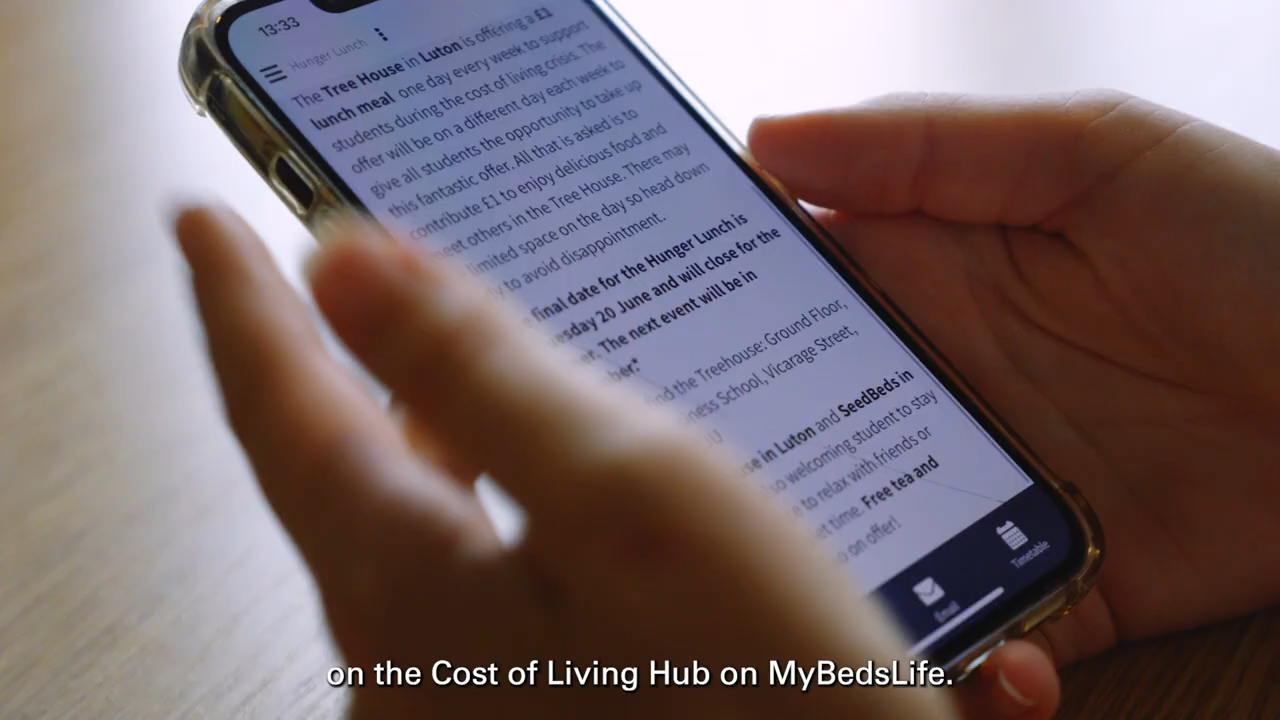 13:33
Hunger Lunch
The Tree House in Luton is offering a £1
lunch meal one day every week to support
students during the cost of living crisis. The
offer will be on a different day each week to
give all students the opportunity to take up
this fantastic offer. All that is asked is to
contribute £1 to enjoy delicious food and
meet others in the Tree House. There may
limited space on the day so head down
to avoid disappointment.
final date for the Hunger Lunch is
20 June and will close for the
The next event will be in
the Treehouse: Ground Floor,
School, Vicarage Street,
in Luton and SeedBeds in
welcoming student to stay
to relax with friends or
time. Free tea and
on offer!
Email
Timetable
on the Cost of Living Hub on MyBedsLife.